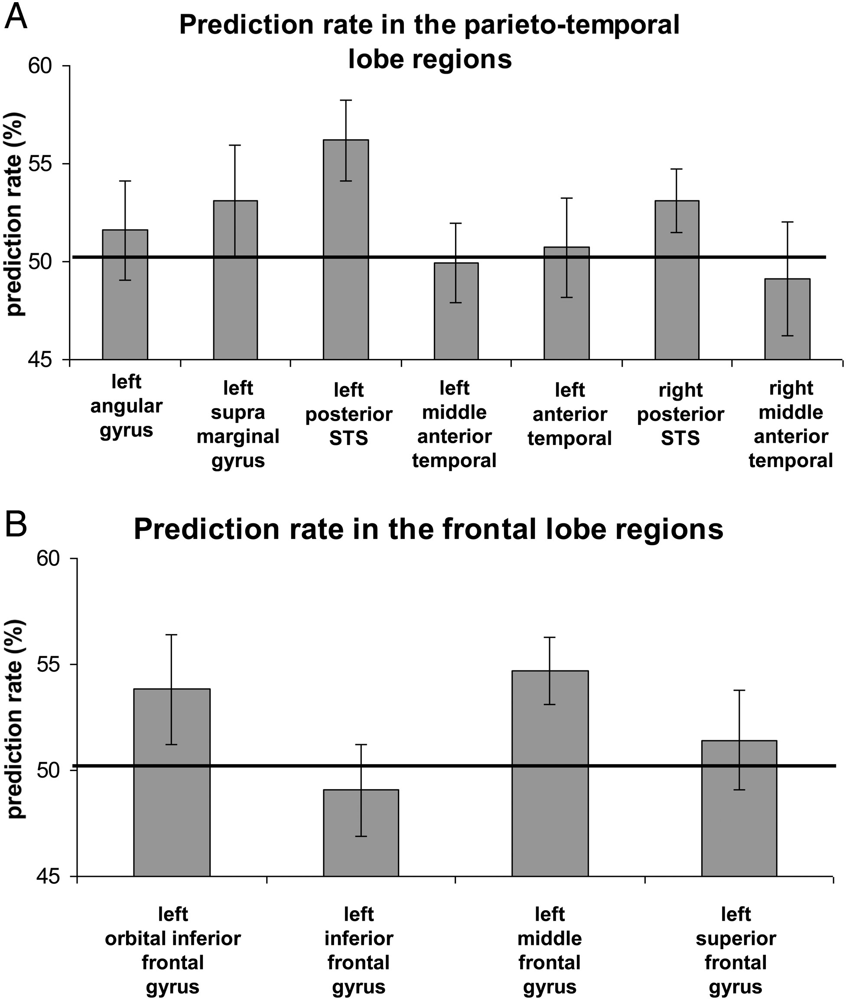 A
Prediction rate in the parieto-temporal
lobe regions
prediction rate (%)
60
55
50
45
left
angular
gyrus
left
supra
marginal
gyrus
left
posterior
STS
left
middle
anterior
temporal
left
anterior
temporal
right
posterior
STS
right
middle
anterior
temporal
B
Prediction rate in the frontal lobe regions
prediction rate (%)
60
55
50
45
left
orbital inferior
frontal
gyrus
left
inferior
frontal
gyrus
left
middle
frontal
gyrus
left
superior
frontal
gyrus